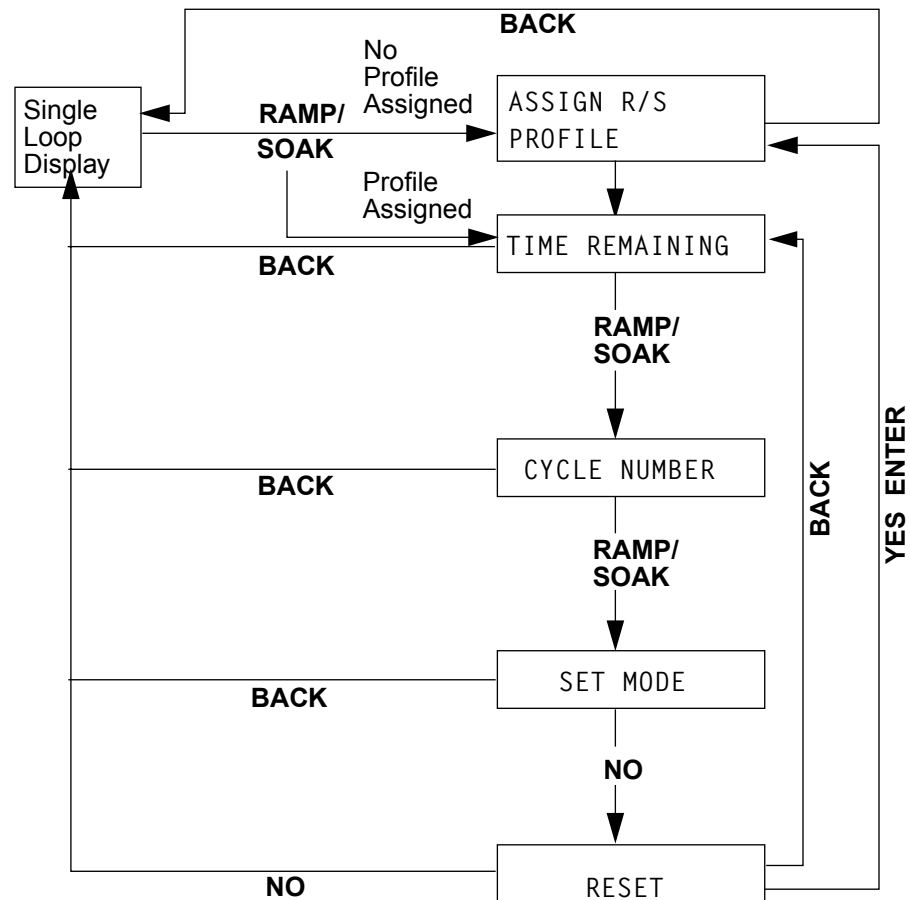 BACK
No
Profile
Assigned
Single
Loop
Display
RAMP/
SOAK
ASSIGN R/S
PROFILE
Profile
Assigned
TIME REMAINING
BACK
RAMP/
SOAK
CYCLE NUMBER
BACK
RAMP/
SOAK
BACK
YES ENTER
SET MODE
BACK
NO
RESET
NO